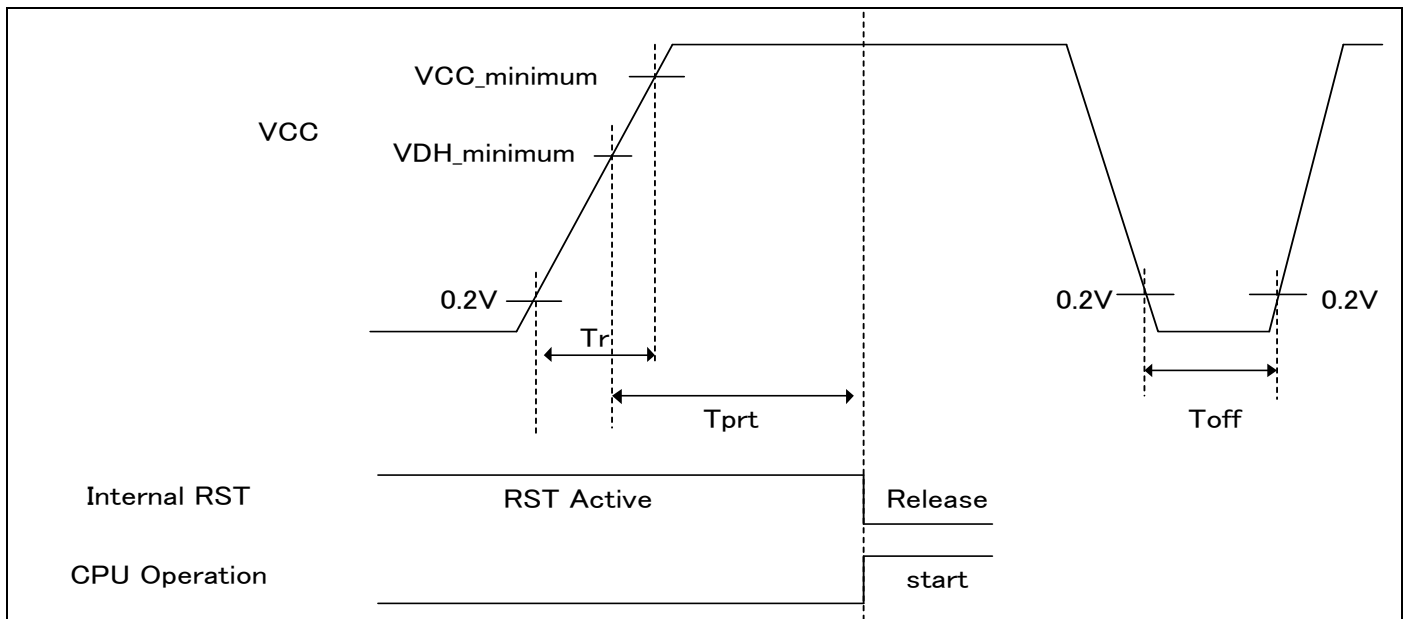 VCC_minimum
VCC
VDH_minimum
0.2V
0.2V
0.2V
Tr
Tprt
Toff
Internal RST
RST Active
Release
CPU Operation
start